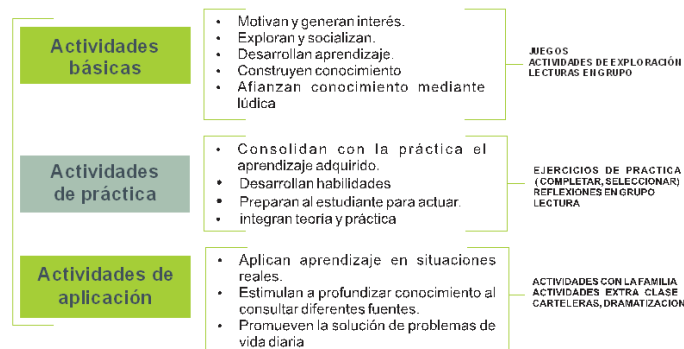 Actividades
básicas
• Motivan y generan interés.
• Exploran y socializan.
• Desarrollan aprendizaje.
• Construyen conocimiento
• Afianzan conocimiento mediante
lúdica
JUEGOS
ACTIVIDADES DE EXPLORACIÓN
LECTURAS EN GRUPO
Actividades
de práctica
• Consolidan con la práctica el
aprendizaje adquirido.
• Desarrollan habilidades
• Preparan al estudiante para actuar.
• integran teoría y práctica
EJERCICIOS DE PRACTICA
(COMPLETAR, SELECCIONAR)
REFLEXIONES EN GRUPO
LECTURA
Actividades de
aplicación
• Aplican aprendizaje en situaciones
reales.
• Estimulan a profundizar conocimiento al
consultar diferentes fuentes.
• Promueven la solución de problemas de
vida diaria
ACTIVIDADES CON LA FAMILIA
ACTIVIDADES EXTRA CLASE
CARTELERAS, DRAMATIZACION